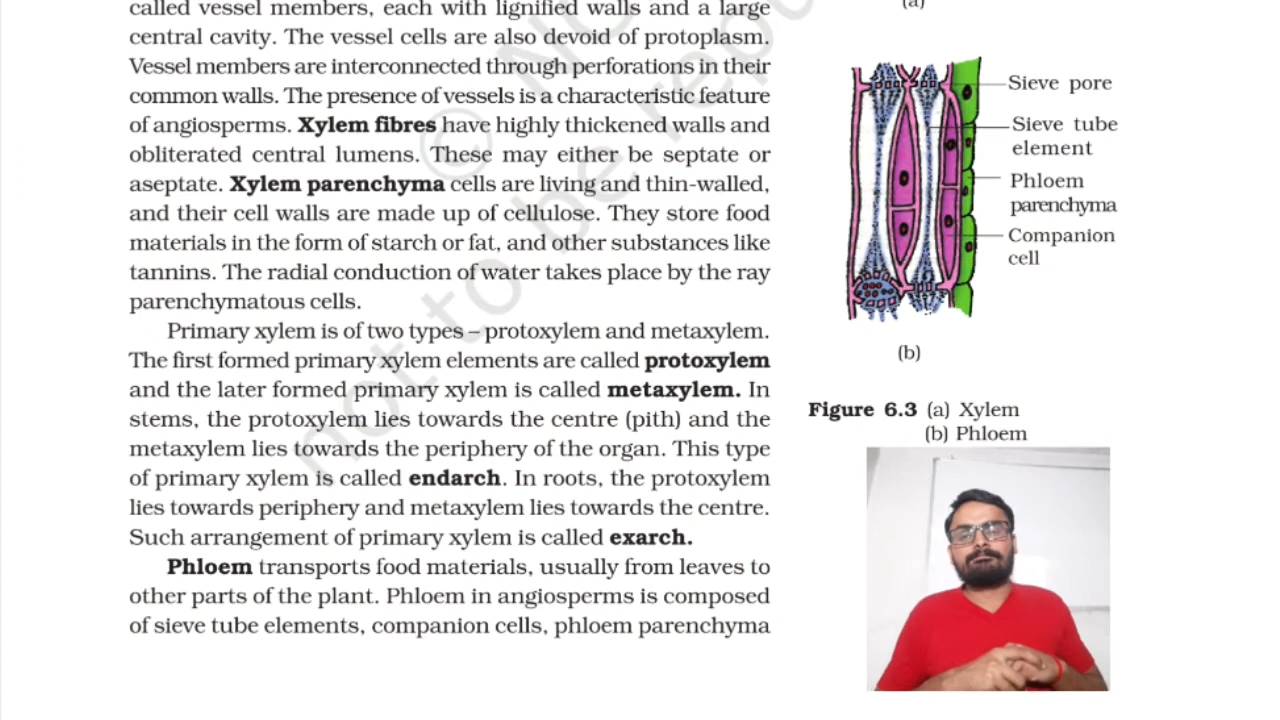 called vessel members, each with lignified walls and a large
central cavity. The vessel cells are also devoid of protoplasm.
Vessel members are interconnected through perforations in their
common walls. The presence of vessels is a characteristic feature
of angiosperms. Xylem fibres have highly thickened walls and
obliterated central lumens. These may either be septate or
aseptate. Xylem parenchyma cells are living and thin-walled,
and their cell walls are made up of cellulose. They store food
materials in the form of starch or fat, and other substances like
tannins. The radial conduction of water takes place by the ray
parenchymatous cells.
Primary xylem is of two types – protoxylem and metaxylem.
The first formed primary xylem elements are called protoxylem
and the later formed primary xylem is called metaxylem. In
stems, the protoxylem lies towards the centre (pith) and the
metaxylem lies towards the periphery of the organ. This type
of primary xylem is called endarch. In roots, the protoxylem
lies towards periphery and metaxylem lies towards the centre.
Such arrangement of primary xylem is called exarch.
Phloem transports food materials, usually from leaves to
other parts of the plant. Phloem in angiosperms is composed
of sieve tube elements, companion cells, phloem parenchyma
(a)
Sieve pore
Sieve tube
element
Phloem
parenchyma
Companion
cell
(b)
Figure 6.3 (a) Xylem
(b) Phloem
© NC
not to be repu